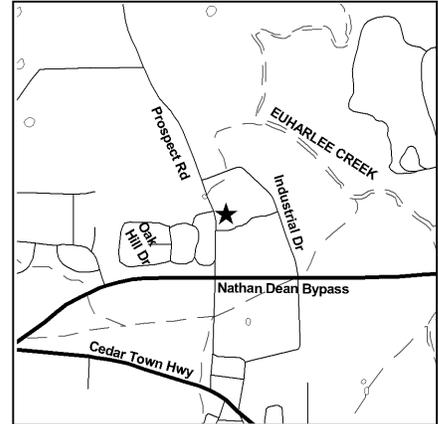 EUHARLEE CREEK
Prospect Rd
Industrial Dr
Oak
Hill Dr
Nathan Dean Bypass
Cedar Town Hwy